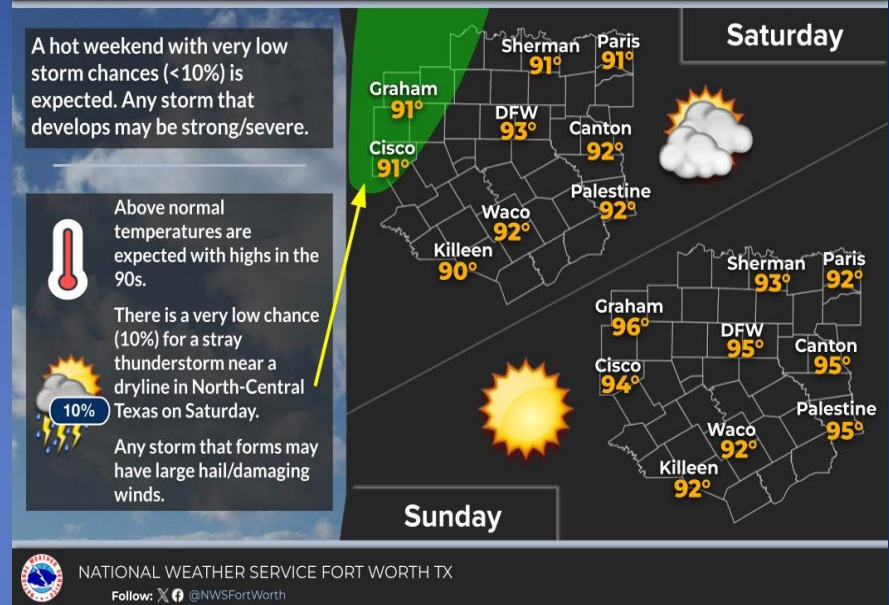 A hot weekend with very low
storm chances (<10%) is
expected. Any storm that
develops may be strong/severe.
Above normal
temperatures are
expected with highs in the
90s.
There is a very low chance
(10%) for a stray
thunderstorm near a
dryline in North-Central
Texas on Saturday.
10%
Any storm that forms may
have large hail/damaging
winds.
Saturday
Sherman
91°
Paris
91°
Graham
91°
DFW
93°
Canton
92°
Cisco
91°
Palestine
92°
Waco
92°
Killeen
90°
Sunday
Sherman
93°
Paris
92°
Graham
96°
DFW
95°
Canton
95°
Cisco
94°
Palestine
95°
Waco
92°
Killeen
92°
NATIONAL WEATHER SERVICE
NATIONAL WEATHER SERVICE FORT WORTH TX
Follow: X f @NWSFortWorth